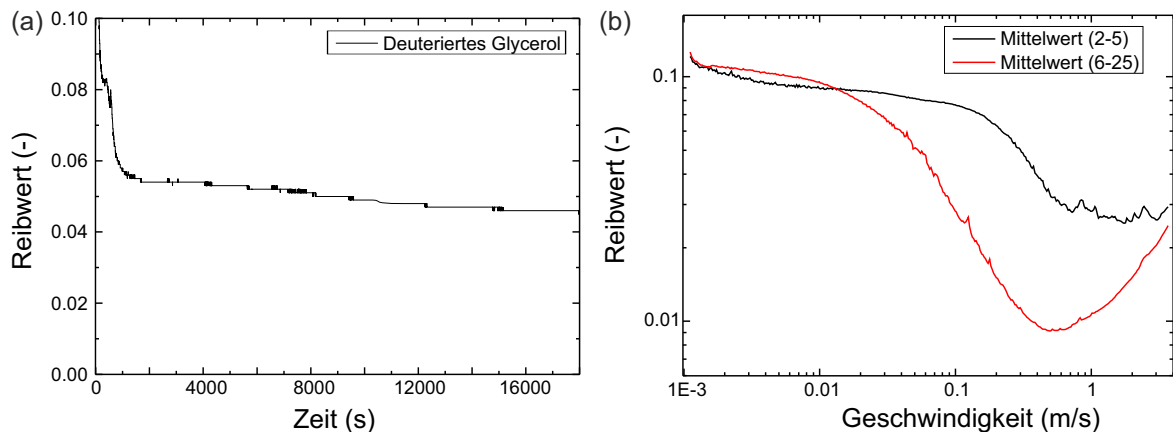 (a)
0.10
0.08
0.06
0.04
0.02
0.00
Reibwert (-)
Deuteriertes Glycerol
0 4000 8000 12000 16000
Zeit (s)
(b)
0.1
0.01
Reibwert (-)
Mittelwert (2-5)
Mittelwert (6-25)
1E-3 0.01 0.1 1
Geschwindigkeit (m/s)